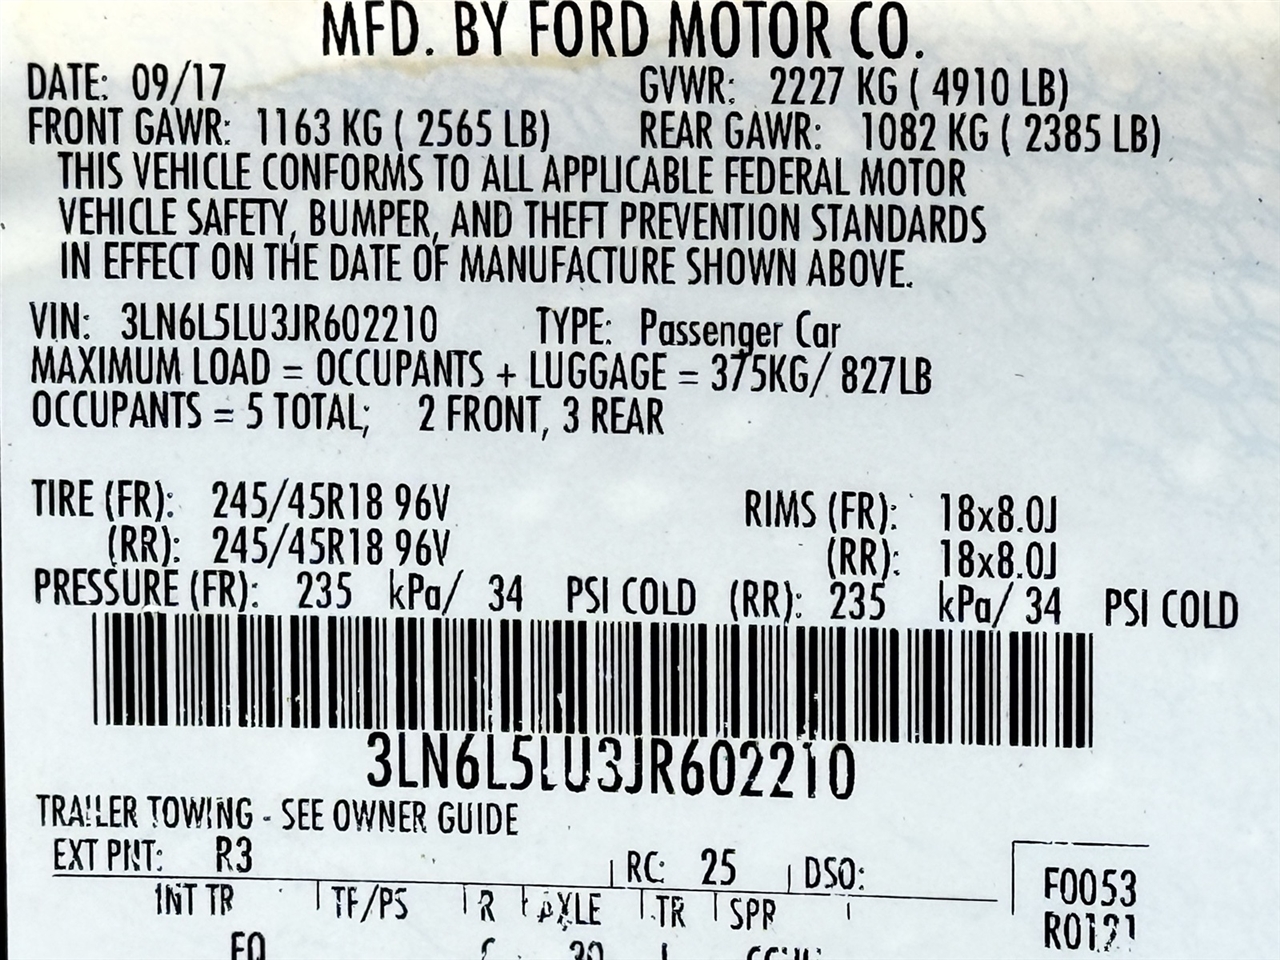 MFD. BY FORD MOTOR CO.
DATE: 09/17 GVWR: 2227 KG ( 4910 LB)
FRONT GAWR: 1163 KG ( 2565 LB) REAR GAWR: 1082 KG ( 2385 LB)
THIS VEHICLE CONFORMS TO ALL APPLICABLE FEDERAL MOTOR
VEHICLE SAFETY, BUMPER, AND THEFT PREVENTION STANDARDS
IN EFFECT ON THE DATE OF MANUFACTURE SHOWN ABOVE.
VIN: 3LN6L5LU3JR602210 TYPE: Passenger Car
MAXIMUM LOAD = OCCUPANTS + LUGGAGE = 375KG/ 827LB
OCCUPANTS = 5 TOTAL; 2 FRONT, 3 REAR
TIRE (FR): 245/45R18 96V RIMS (FR): 18x8.0J
(RR): 245/45R18 96V (RR): 18x8.0J
PRESSURE (FR): 235 kPa/ 34 PSI COLD (RR): 235 kPa/ 34 PSI COLD
3LN6L5LU3JR602210
TRAILER TOWING - SEE OWNER GUIDE
EXT PNT: R3 RC: 25 DSO:
F0053
INT TR TF/PS R AXLE TR SPR
R0121